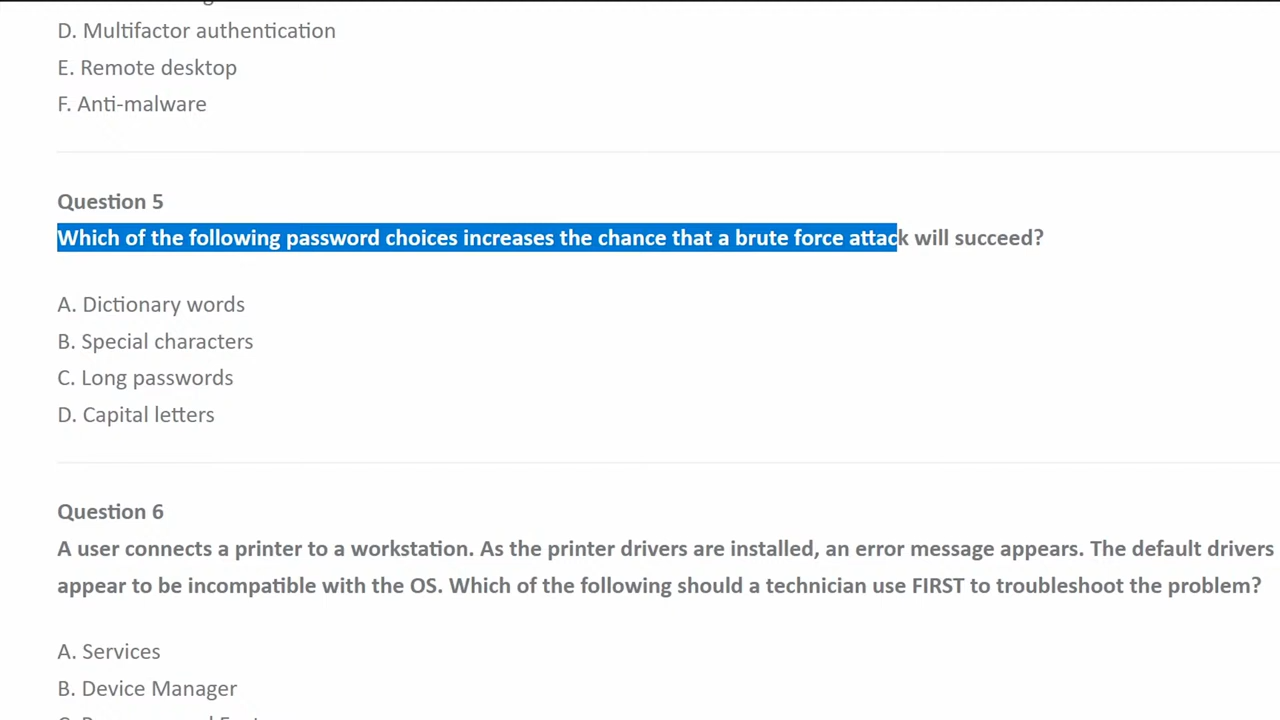 D. Multifactor authentication
E. Remote desktop
F. Anti-malware
Question 5
Which of the following password choices increases the chance that a brute force attack will succeed?
A. Dictionary words
B. Special characters
C. Long passwords
D. Capital letters
Question 6
A user connects a printer to a workstation. As the printer drivers are installed, an error message appears. The default drivers
appear to be incompatible with the OS. Which of the following should a technician use FIRST to troubleshoot the problem?
A. Services
B. Device Manager